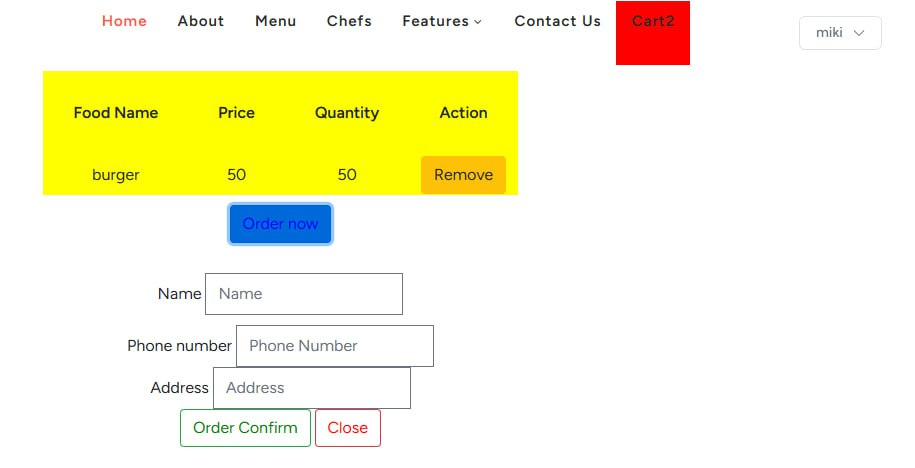 Home About Menu Chefs Features Contact Us Cart2 miki
Food Name Price Quantity Action
burger 50 50 Remove
Order now
Name Name
Phone number Phone Number
Address Address
Order Confirm Close